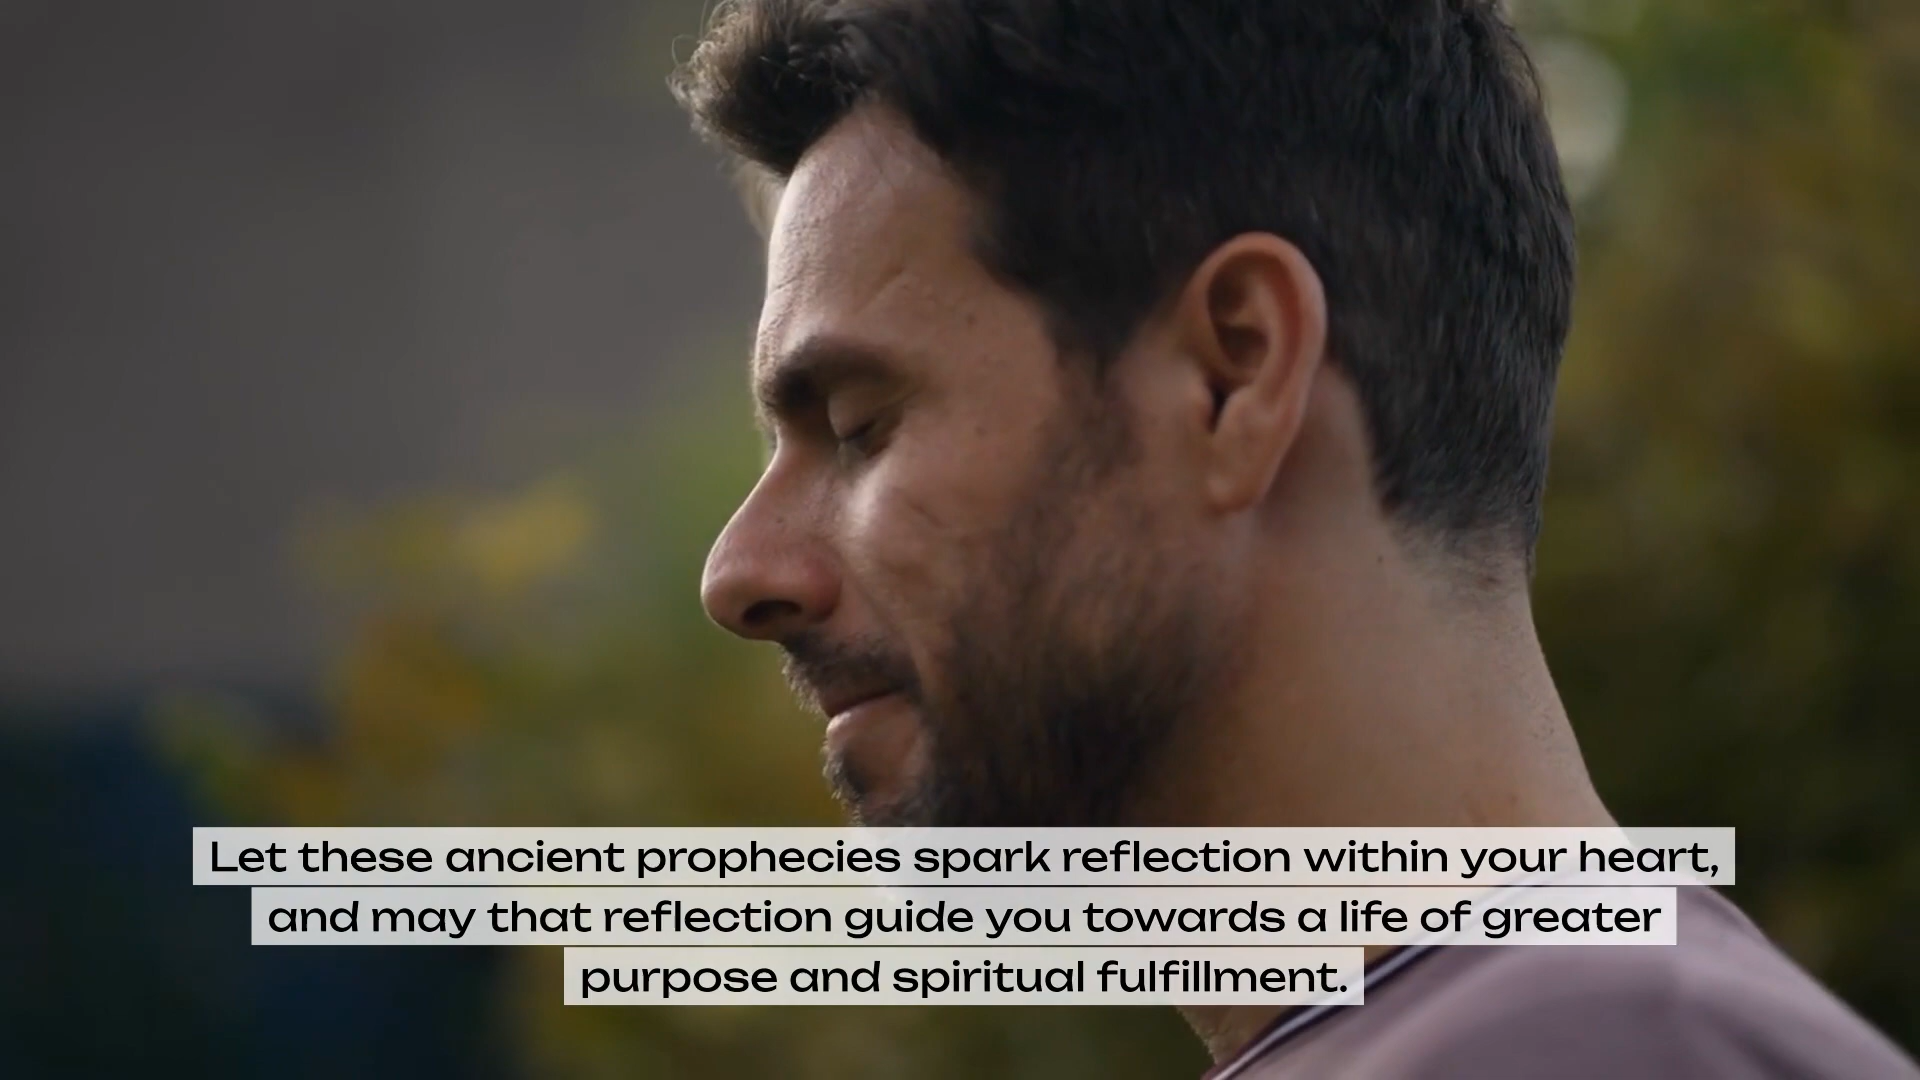 Let these ancient prophecies spark reflection within your heart,
and may that reflection guide you towards a life of greater
purpose and spiritual fulfillment.